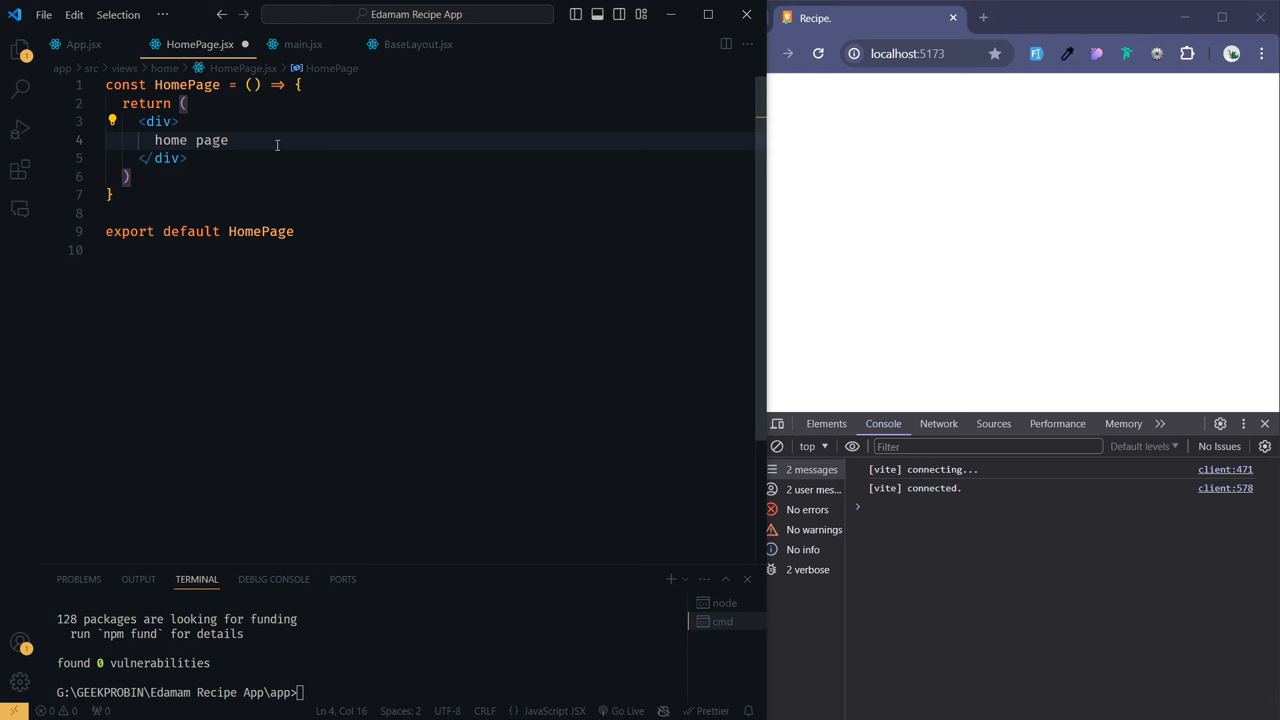 File Edit Selection ··· Edamam Recipe App
App.jsx HomePage.jsx main.jsx BaseLayout.jsx
app > src > views > home > HomePage.jsx > HomePage
1 const HomePage = () => {
2 return (
3 <div>
4 home page
5 </div>
6 )
7 }
8
9 export default HomePage
10
PROBLEMS OUTPUT TERMINAL DEBUG CONSOLE PORTS
128 packages are looking for funding
run `npm fund` for details
found 0 vulnerabilities
G:\GEEKPROBIN\Edamam Recipe App\app>
node
cmd
1
1
0 0 0 Ln 4, Col 16 Spaces: 2 UTF-8 CRLF {} JavaScript JSX Go Live Prettier
Recipe.
localhost:5173
Elements Console Network Sources Performance Memory
top Filter Default levels No Issues
2 messages
2 user mes...
No errors
No warnings
No info
2 verbose
[vite] connecting... client:471
[vite] connected. client:578